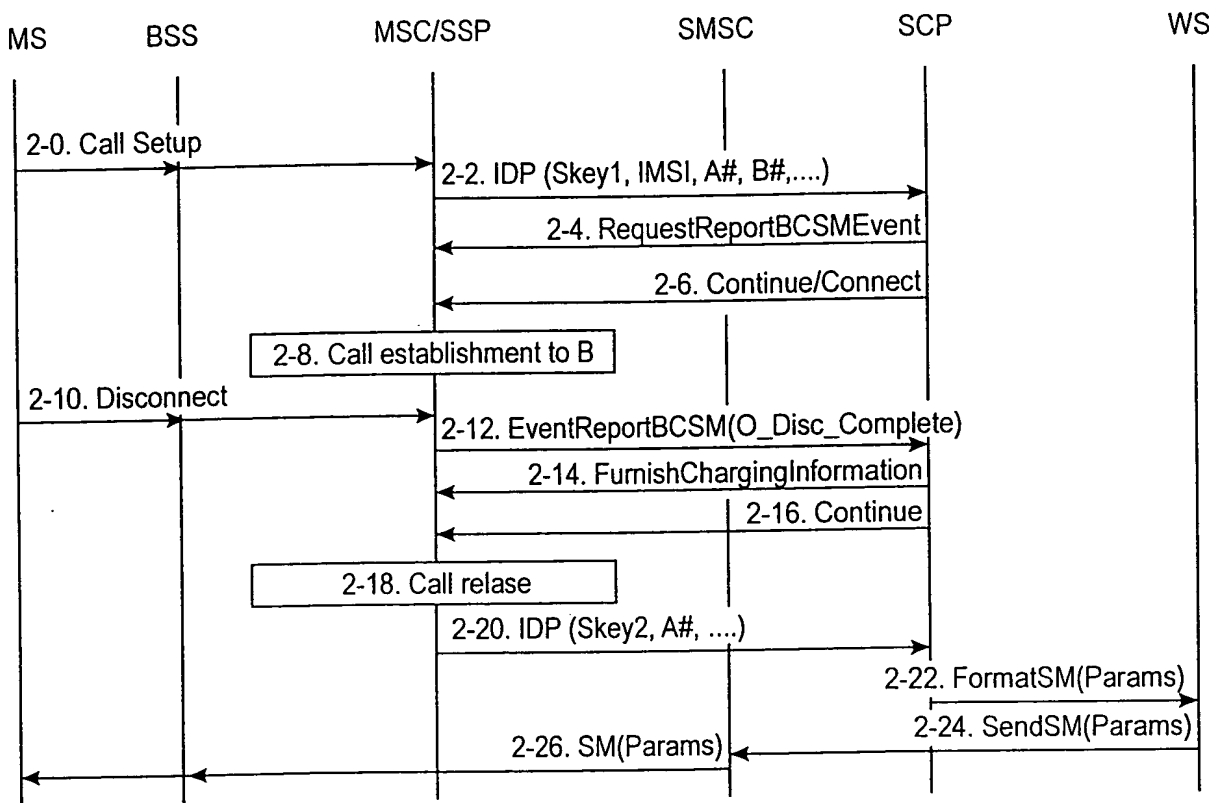 MS BSS MSC/SSP SMSC SCP WS
2-0. Call Setup
2-2. IDP (Skey1, IMSI, A#, B#,....)
2-4. RequestReportBCSMEvent
2-6. Continue/Connect
2-8. Call establishment to B
2-10. Disconnect
2-12. EventReportBCSM(O_Disc_Complete)
2-14. FurnishChargingInformation
2-16. Continue
2-18. Call relase
2-20. IDP (Skey2, A#, ....)
2-22. FormatSM(Params)
2-24. SendSM(Params)
2-26. SM(Params)